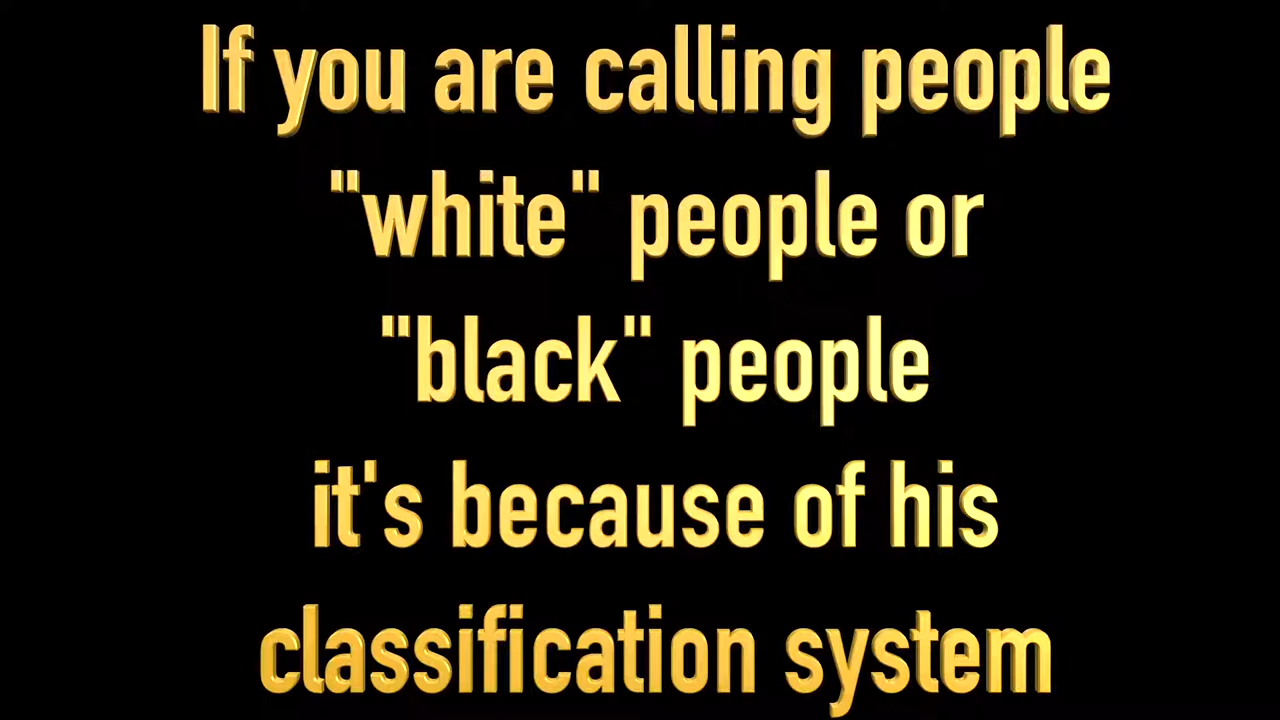 If you are calling people
"white" people or
"black" people
it's because of his
classification system